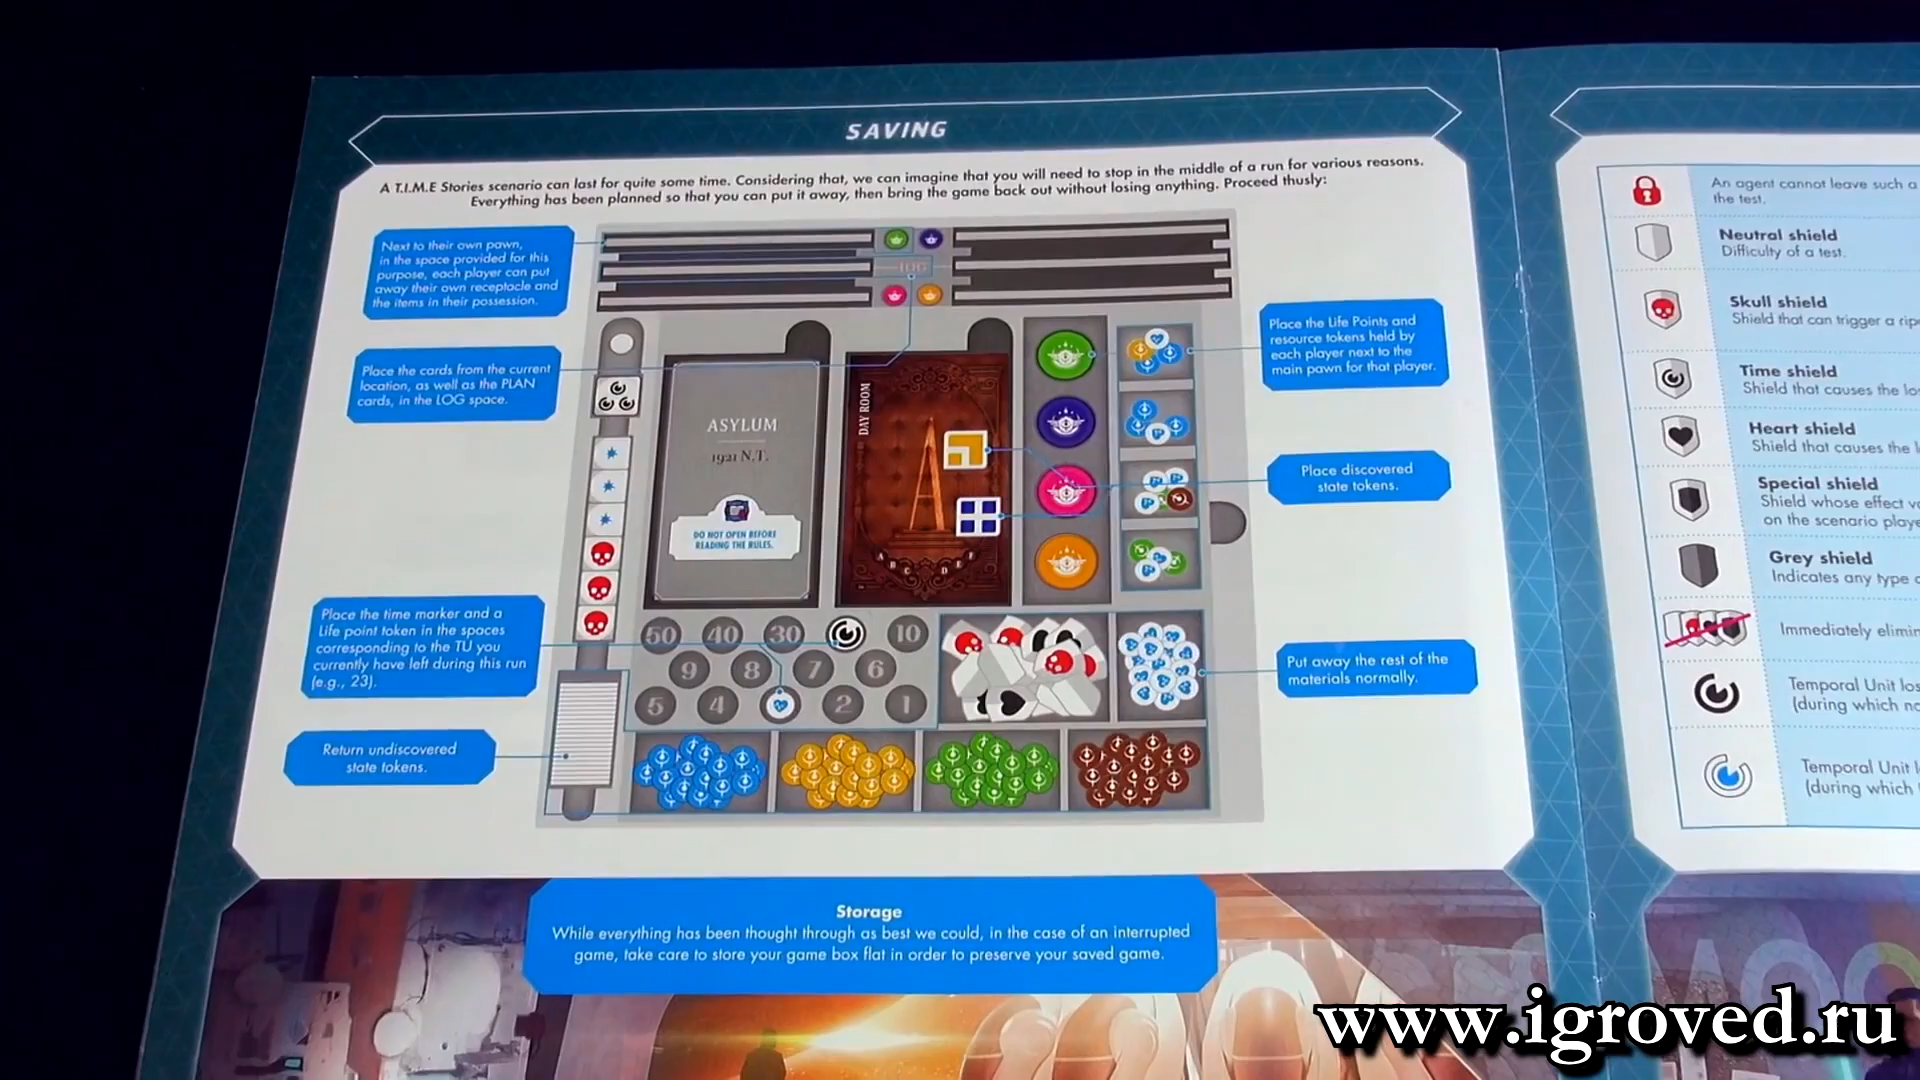 SAVING
A T.I.M.E Stories scenario can last for quite some time. Considering that, we can imagine that you will need to stop in the middle of a run for various reasons.
Everything has been planned so that you can put it away, then bring the game back out without losing anything. Proceed thusly:
Next to their own pawn,
in the space provided for this
purpose, each player can put
away their own receptacle and
the items in their possession.
LOG
Place the cards from the current
location, as well as the PLAN
cards, in the LOG space.
ASYLUM
1921 N.T.
DO NOT OPEN BEFORE
READING THE RULES.
DAY ROOM
A B C D E F
Place the Life Points and
resource tokens held by
each player next to the
main pawn for that player.
Place discovered
state tokens.
Place the time marker and a
Life point token in the spaces
corresponding to the TU you
currently have left during this run
(e.g., 23).
50 40 30 10
9 8 7 6
5 4 2 1
Put away the rest of the
materials normally.
Return undiscovered
state tokens.
Storage
While everything has been thought through as best we could, in the case of an interrupted
game, take care to store your game box flat in order to preserve your saved game.
An agent cannot leave such a
the test.
Neutral shield
Difficulty of a test.
Skull shield
Shield that can trigger a rip
Time shield
Shield that causes the lo
Heart shield
Shield that causes the
Special shield
Shield whose effect v
on the scenario playe
Grey shield
Indicates any type
Immediately elimin
Temporal Unit los
(during which no
Temporal Unit l
(during which
www.igroved.ru